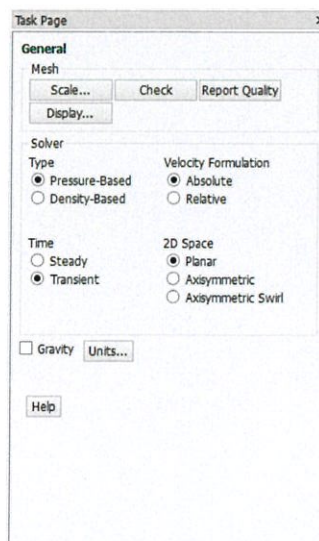 Task Page
General
Mesh
Scale... Check Report Quality
Display...
Solver
Type Velocity Formulation
Pressure-Based Absolute
Density-Based Relative
Time 2D Space
Steady Planar
Transient Axisymmetric
Axisymmetric Swirl
Gravity Units...
Help